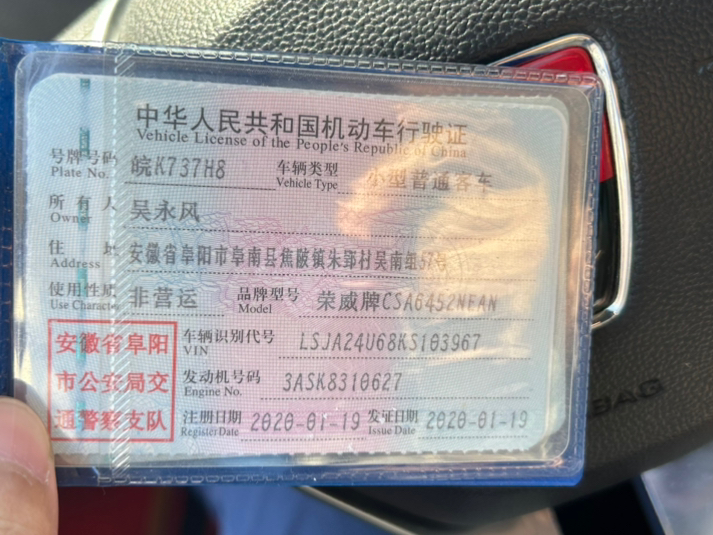 中华人民共和国机动车行驶证
Vehicle License of the People's Republic of China
号牌号码 皖K737H8 车辆类型 小型普通客车
Plate No. Vehicle Type
所有人 吴永风
Owner
住址 安徽省阜阳市阜南县焦陂镇朱郢村吴南组57号
Address
使用性质 非营运 品牌型号 荣威牌CSA6452NEAN
Use Character Model
安徽省阜阳 车辆识别代号 LSJA24U68KS103967
VIN
市公安局交 发动机号码 3ASK8310627
Engine No.
通警察支队 注册日期 2020-01-19 发证日期 2020-01-19
Register Date Issue Date
BAG